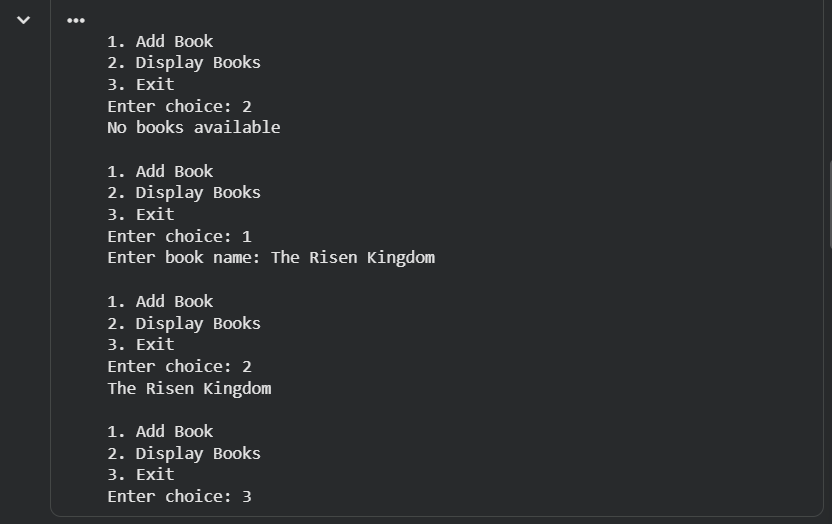 1. Add Book
2. Display Books
3. Exit
Enter choice: 2
No books available
1. Add Book
2. Display Books
3. Exit
Enter choice: 1
Enter book name: The Risen Kingdom
1. Add Book
2. Display Books
3. Exit
Enter choice: 2
The Risen Kingdom
1. Add Book
2. Display Books
3. Exit
Enter choice: 3